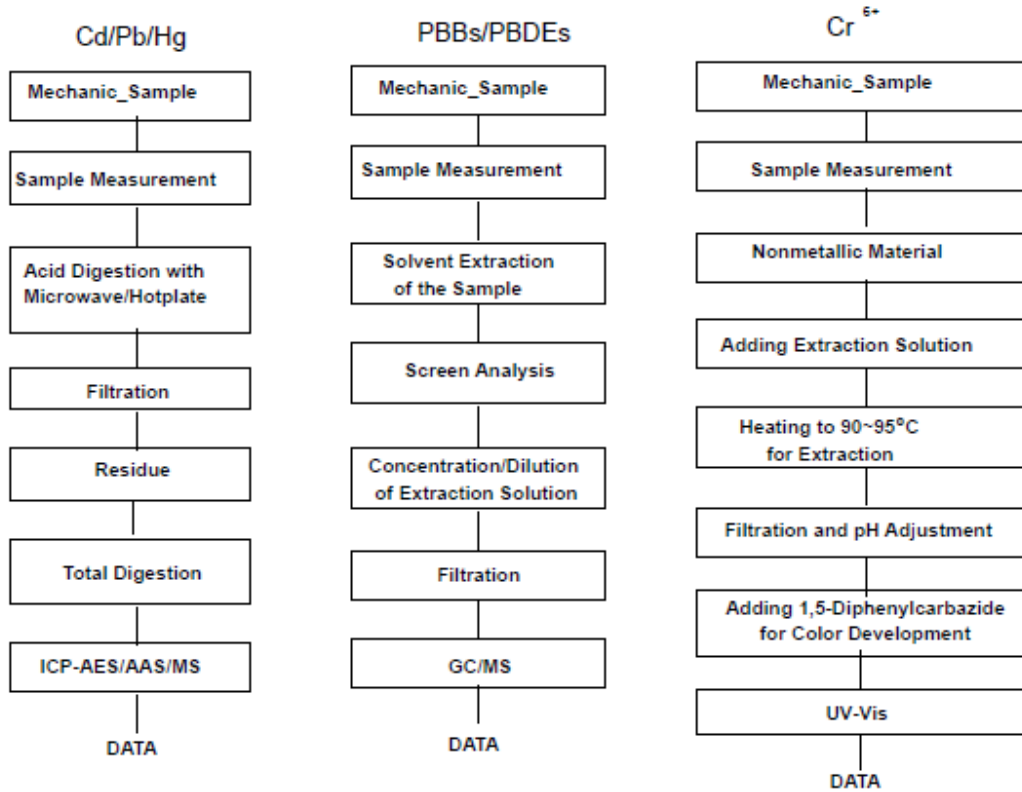 Cd/Pb/Hg
Mechanic_Sample
Sample Measurement
Acid Digestion with
Microwave/Hotplate
Filtration
Residue
Total Digestion
ICP-AES/AAS/MS
DATA
PBBs/PBDEs
Mechanic_Sample
Sample Measurement
Solvent Extraction
of the Sample
Screen Analysis
Concentration/Dilution
of Extraction Solution
Filtration
GC/MS
DATA
Cr 6+
Mechanic_Sample
Sample Measurement
Nonmetallic Material
Adding Extraction Solution
Heating to 90~95°C
for Extraction
Filtration and pH Adjustment
Adding 1,5-Diphenylcarbazide
for Color Development
UV-Vis
DATA